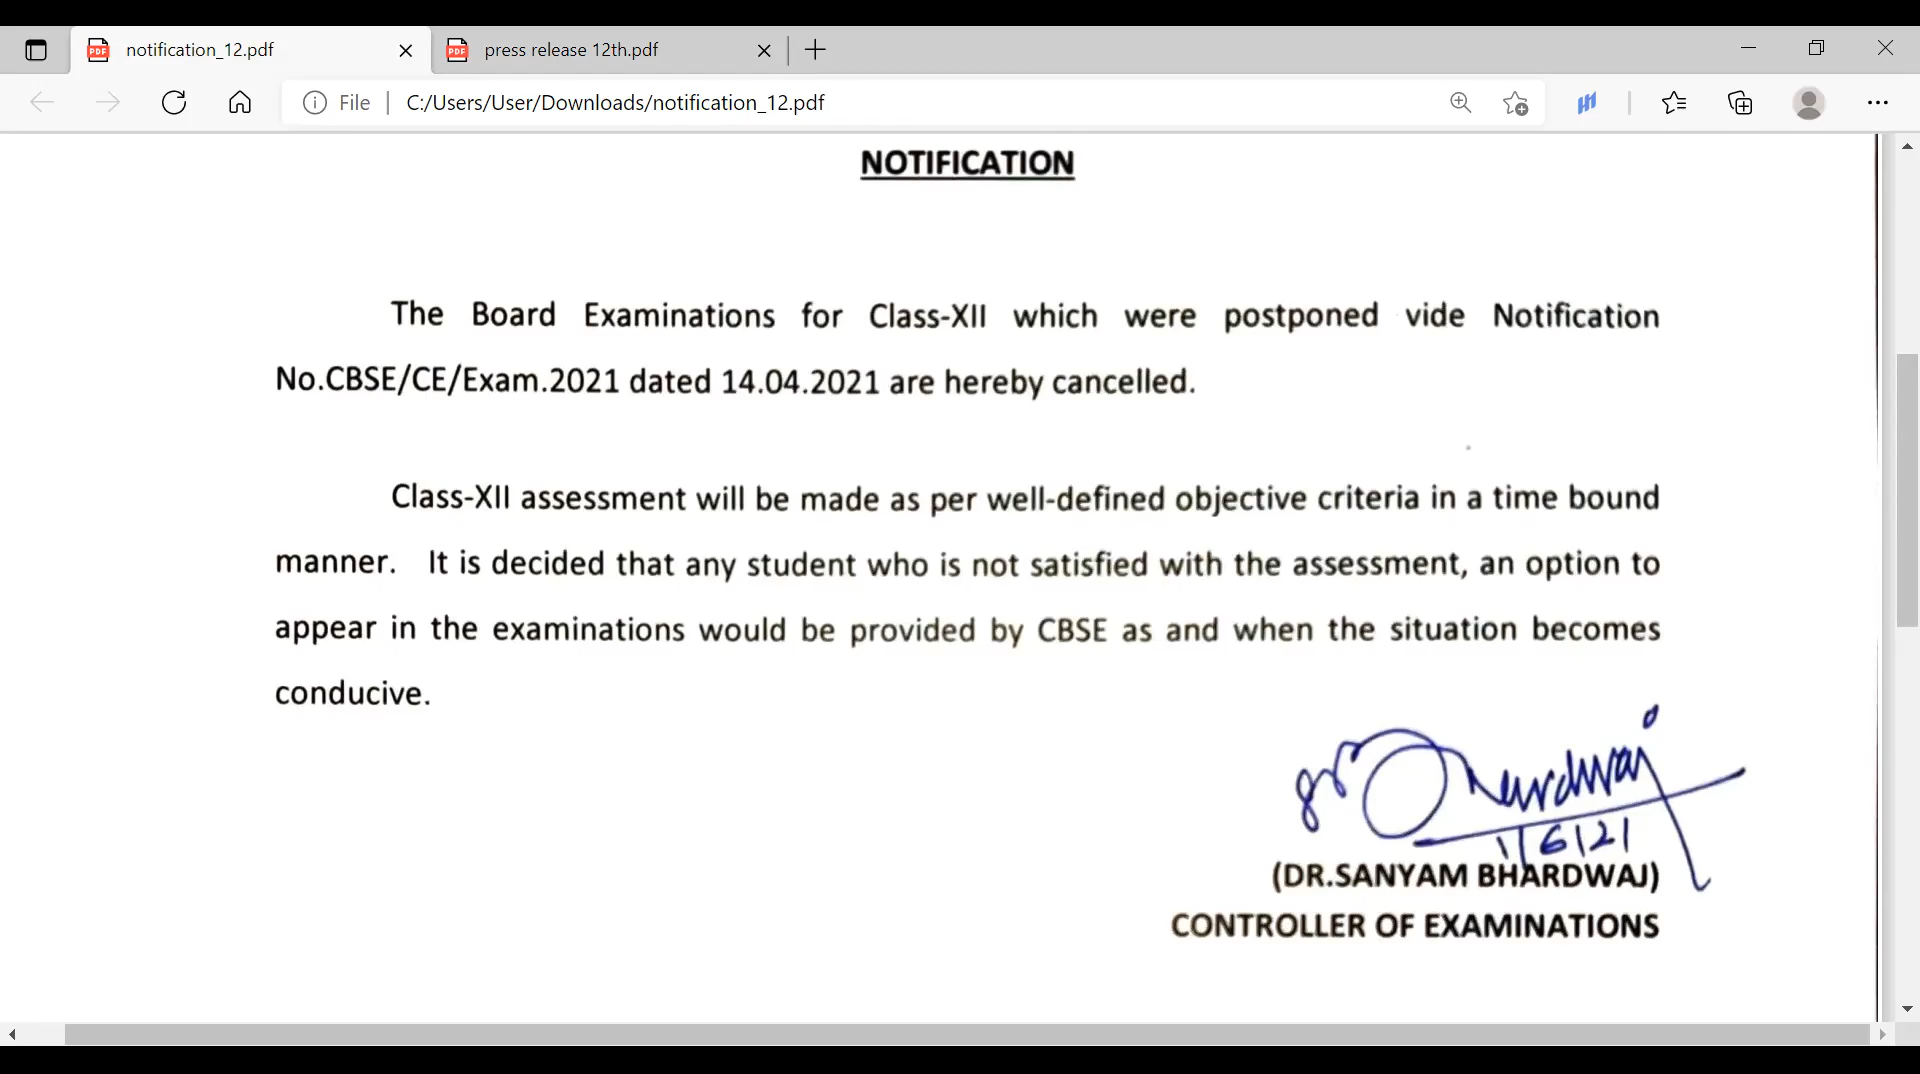 notification_12.pdf
press release 12th.pdf
File
C:/Users/User/Downloads/notification_12.pdf
NOTIFICATION
The Board Examinations for Class-XII which were postponed vide Notification
No.CBSE/CE/Exam.2021 dated 14.04.2021 are hereby cancelled.
Class-XII assessment will be made as per well-defined objective criteria in a time bound
manner. It is decided that any student who is not satisfied with the assessment, an option to
appear in the examinations would be provided by CBSE as and when the situation becomes
conducive.
1/6/21
(DR.SANYAM BHARDWAJ)
CONTROLLER OF EXAMINATIONS